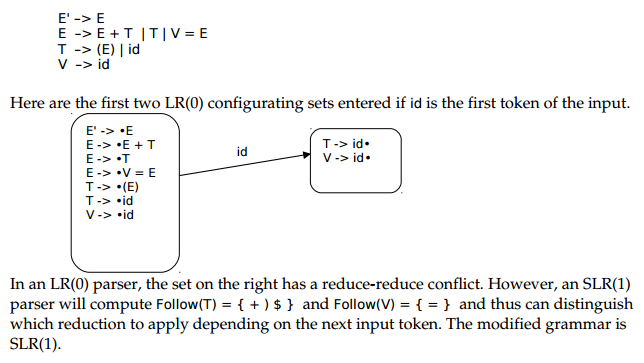 E' -> E
E -> E + T | T | V = E
T -> (E) | id
V -> id
Here are the first two LR(0) configurating sets entered if id is the first token of the input.
E' -> •E
E -> •E + T
E -> •T
E -> •V = E
T -> •(E)
T -> •id
V -> •id
id
T -> id•
V -> id•
In an LR(0) parser, the set on the right has a reduce-reduce conflict. However, an SLR(1)
parser will compute Follow(T) = { + ) $ } and Follow(V) = { = } and thus can distinguish
which reduction to apply depending on the next input token. The modified grammar is
SLR(1).